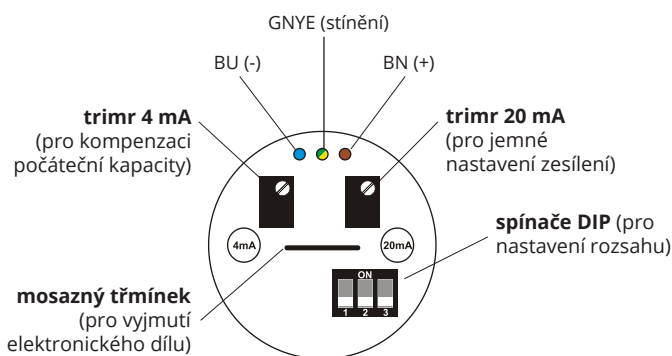 GNYE (stínění)
BU (-)
BN (+)
trimr 4 mA
(pro kompenzaci
počáteční kapacity)
trimr 20 mA
(pro jemné
nastavení zesílení)
4mA
20mA
spínače DIP (pro
nastavení rozsahu)
ON
1 2 3
mosazný třmínek
(pro vyjmutí
elektronického dílu)